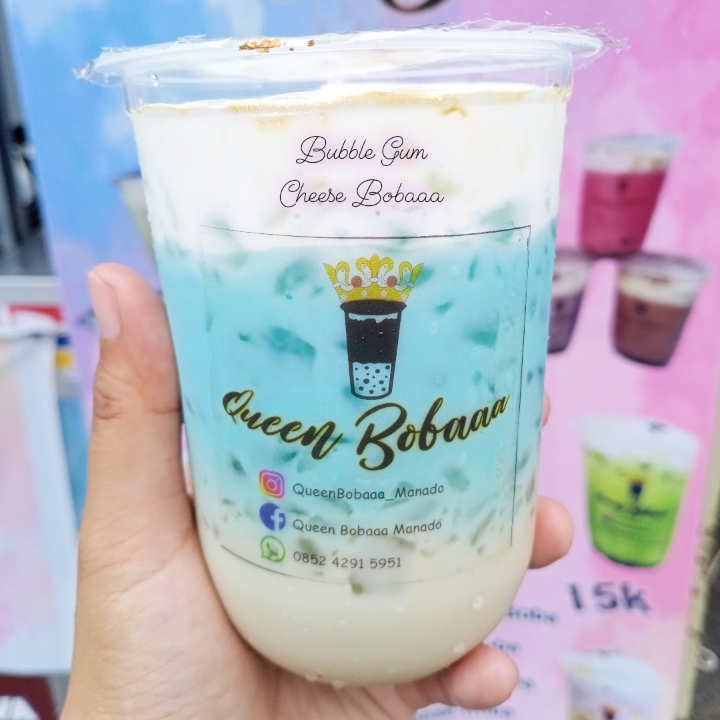 Bubble Gum
Cheese Bobaaa
Queen Bobaaa
QueenBobaaa_Manado
Queen Bobaaa Manado
0852 4291 5951
15k